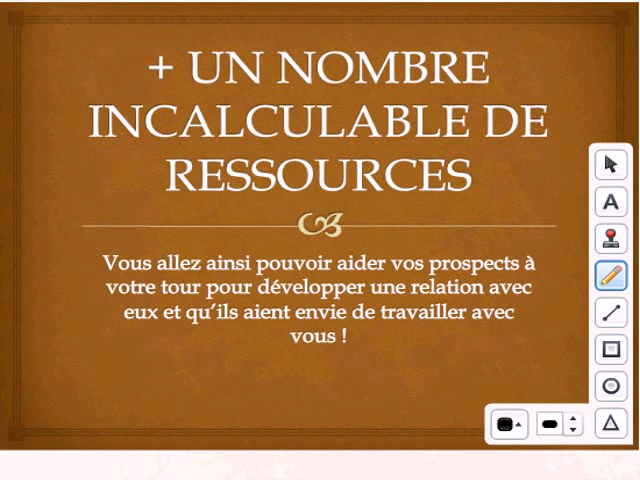 + UN NOMBRE
INCALCULABLE DE
RESSOURCES
Vous allez ainsi pouvoir aider vos prospects à
votre tour pour développer une relation avec
eux et qu’ils aient envie de travailler avec
vous !
A